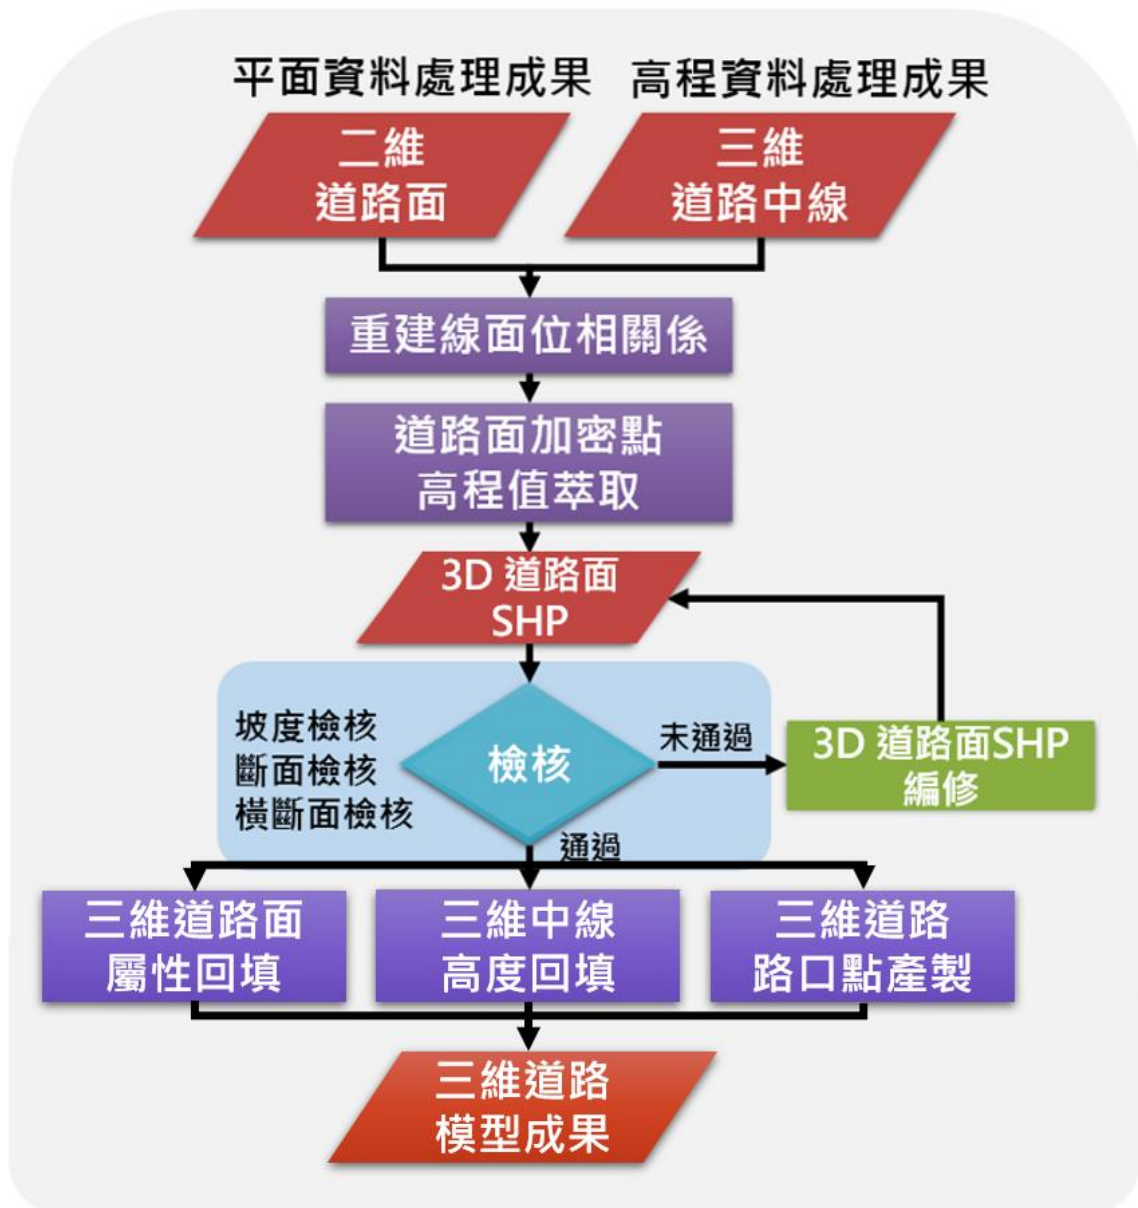 平面資料處理成果
高程資料處理成果
二維
道路面
三維
道路中線
重建線面位相關係
道路面加密點
高程值萃取
3D 道路面
SHP
坡度檢核
斷面檢核
橫斷面檢核
檢核
未通過
3D 道路面SHP
編修
通過
三維道路面
屬性回填
三維中線
高度回填
三維道路
路口點產製
三維道路
模型成果